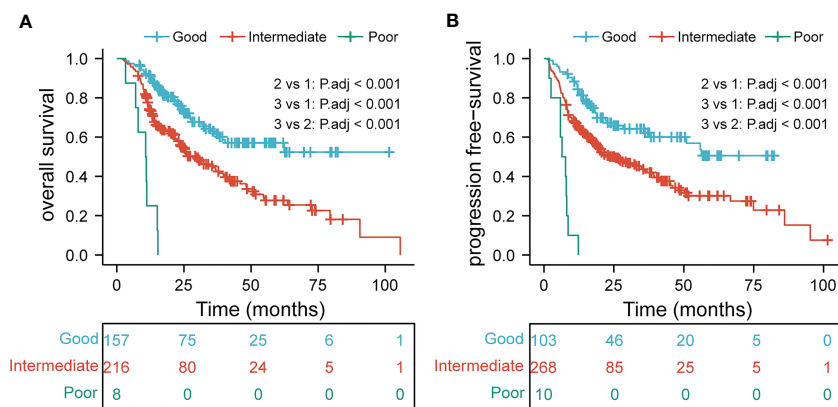 A
Good Intermediate Poor
2 vs 1: P.adj < 0.001
3 vs 1: P.adj < 0.001
3 vs 2: P.adj < 0.001
overall survival
1.0
0.8
0.6
0.4
0.2
0.0
0 25 50 75 100
Time (months)
Good 157 75 25 6 1
Intermediate 216 80 24 5 1
Poor 8 0 0 0 0
B
Good Intermediate Poor
2 vs 1: P.adj < 0.001
3 vs 1: P.adj < 0.001
3 vs 2: P.adj < 0.001
progression free−survival
1.0
0.8
0.6
0.4
0.2
0.0
0 25 50 75 100
Time (months)
Good 103 46 20 5 0
Intermediate 268 85 25 5 1
Poor 10 0 0 0 0